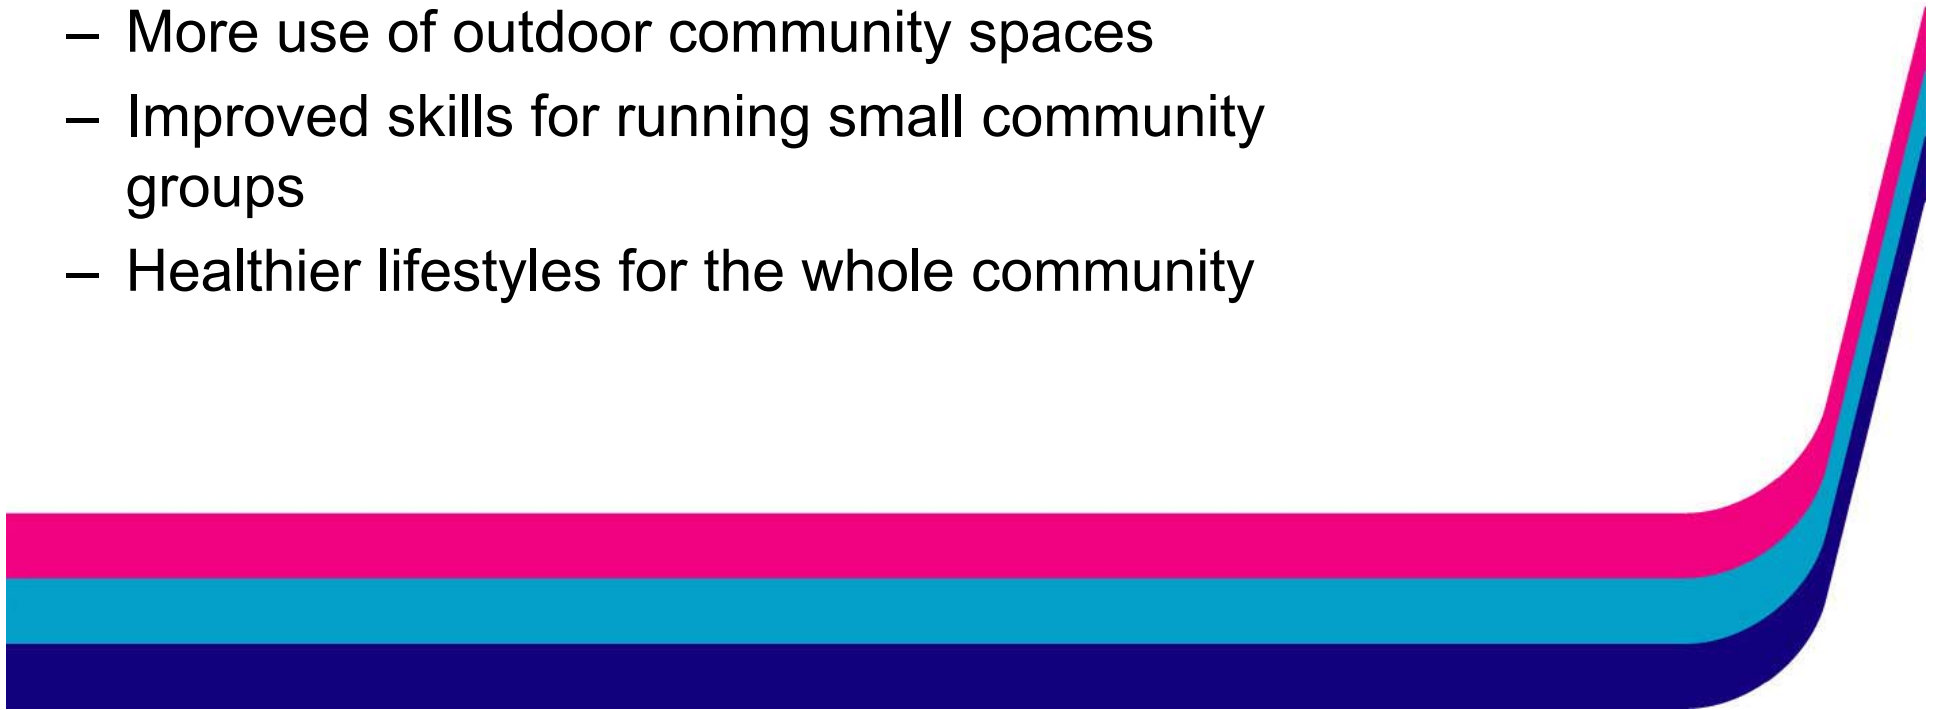 – More use of outdoor community spaces
– Improved skills for running small community
groups
– Healthier lifestyles for the whole community